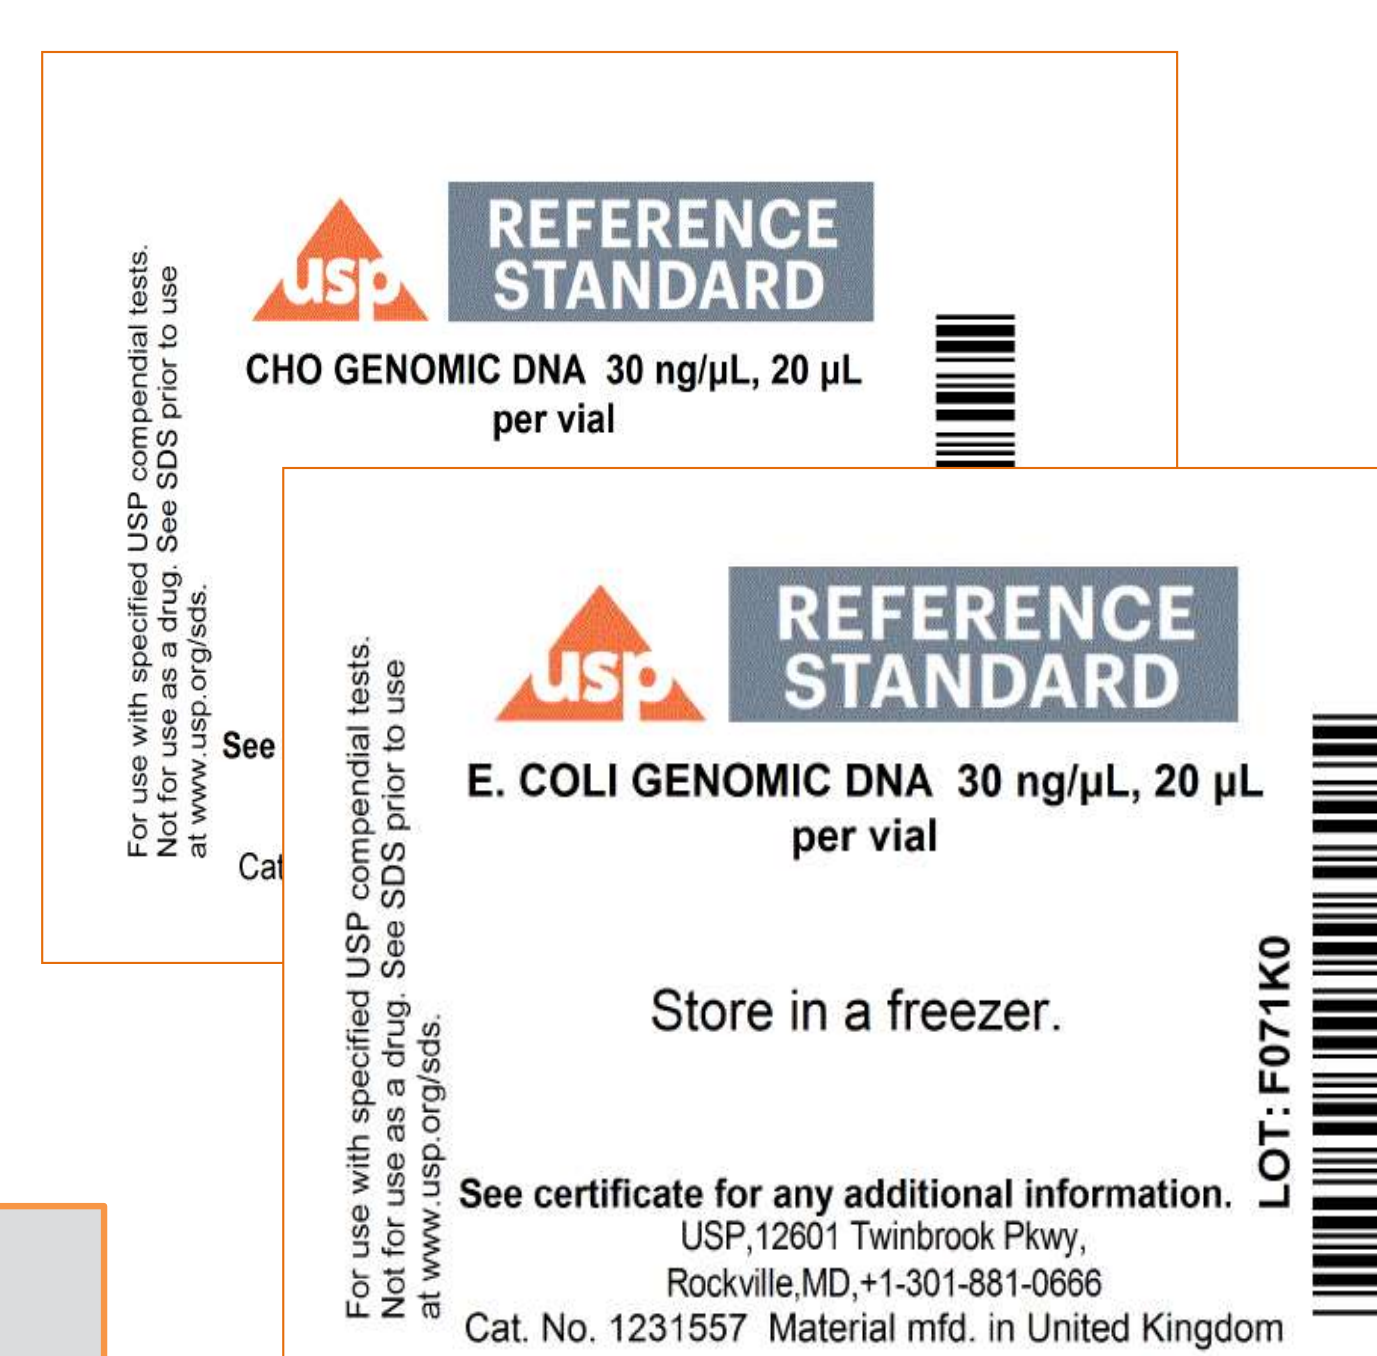 For use with specified USP compendial tests.
Not for use as a drug. See SDS prior to use
at www.usp.org/sds.
usp
REFERENCE
STANDARD
CHO GENOMIC DNA 30 ng/µL, 20 µL
per vial
See
Cat
For use with specified USP compendial tests.
Not for use as a drug. See SDS prior to use
at www.usp.org/sds.
usp
REFERENCE
STANDARD
E. COLI GENOMIC DNA 30 ng/µL, 20 µL
per vial
Store in a freezer.
See certificate for any additional information.
USP,12601 Twinbrook Pkwy,
Rockville,MD,+1-301-881-0666
Cat. No. 1231557 Material mfd. in United Kingdom
LOT: F071K0